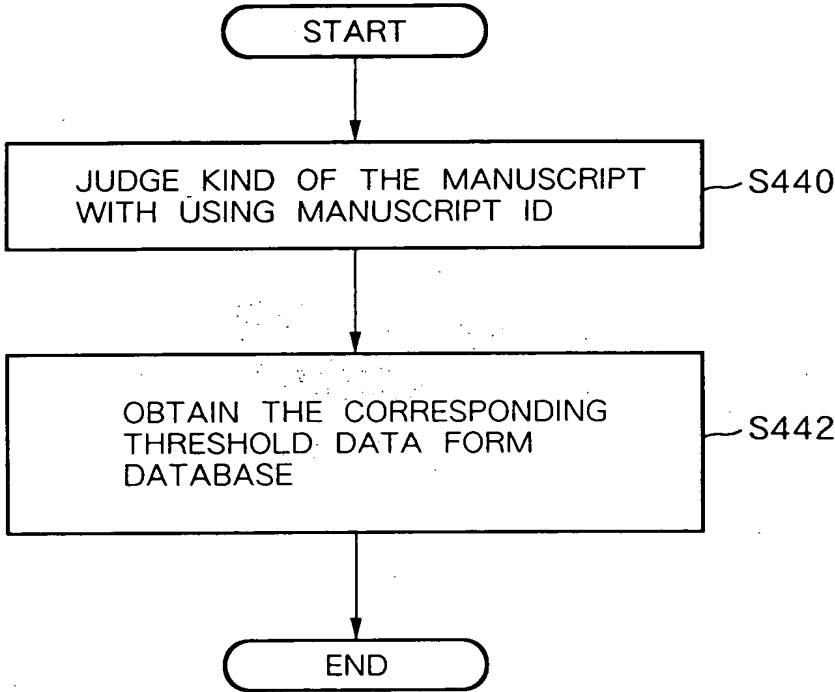 START
JUDGE KIND OF THE MANUSCRIPT
WITH USING MANUSCRIPT ID
S440
OBTAIN THE CORRESPONDING
THRESHOLD DATA FORM
DATABASE
S442
END